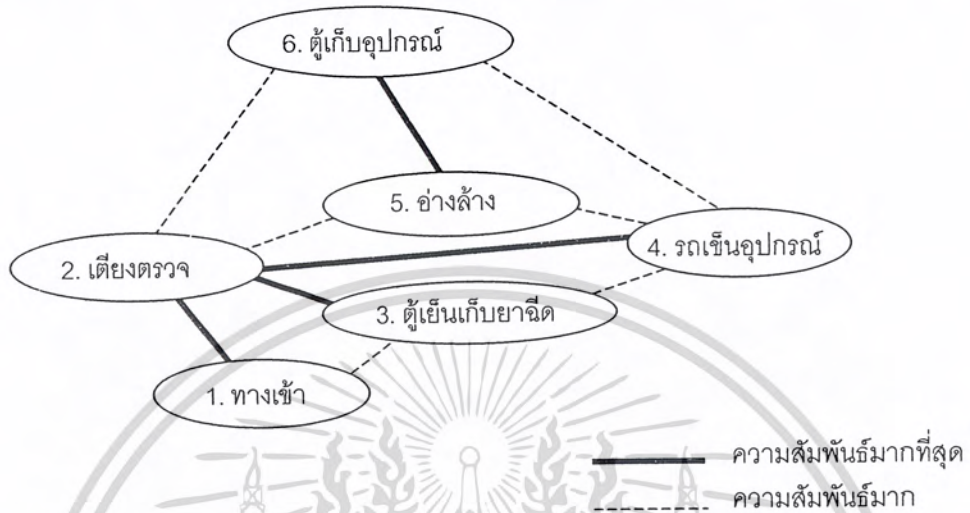 6. ตู้เก็บอุปกรณ์
5. อ่างล้าง
4. รถเข็นอุปกรณ์
2. เตียงตรวจ
3. ตู้เย็นเก็บยาฉีด
1. ทางเข้า
ความสัมพันธ์มากที่สุด
ความสัมพันธ์มาก